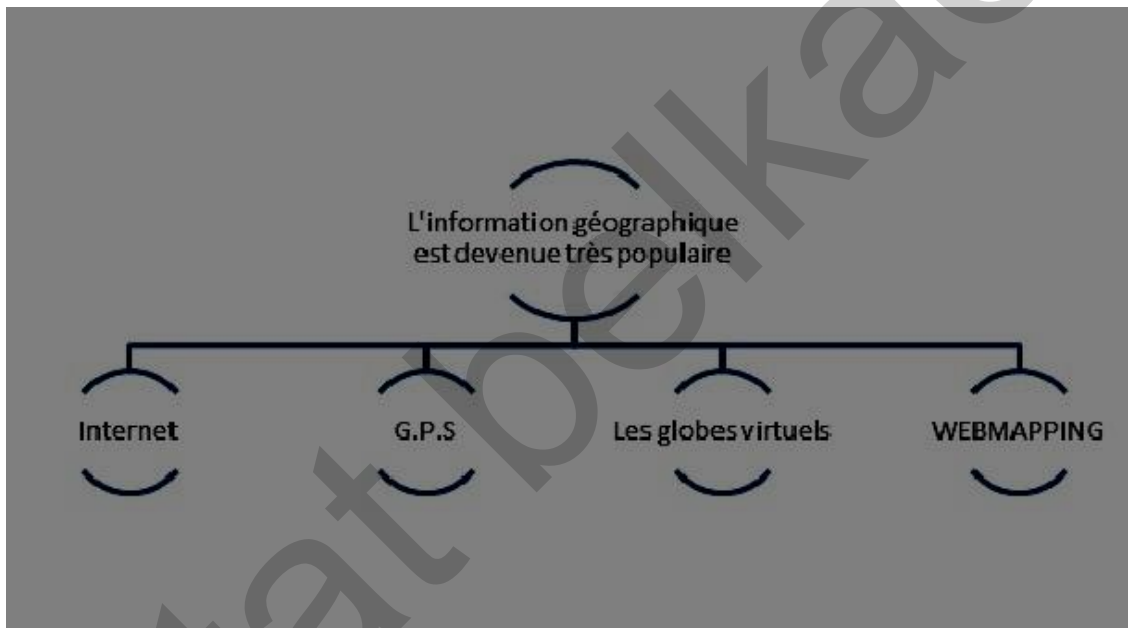 L'information géographique
est devenue très populaire
Internet
G.P.S
Les globes virtuels
WEBMAPPING